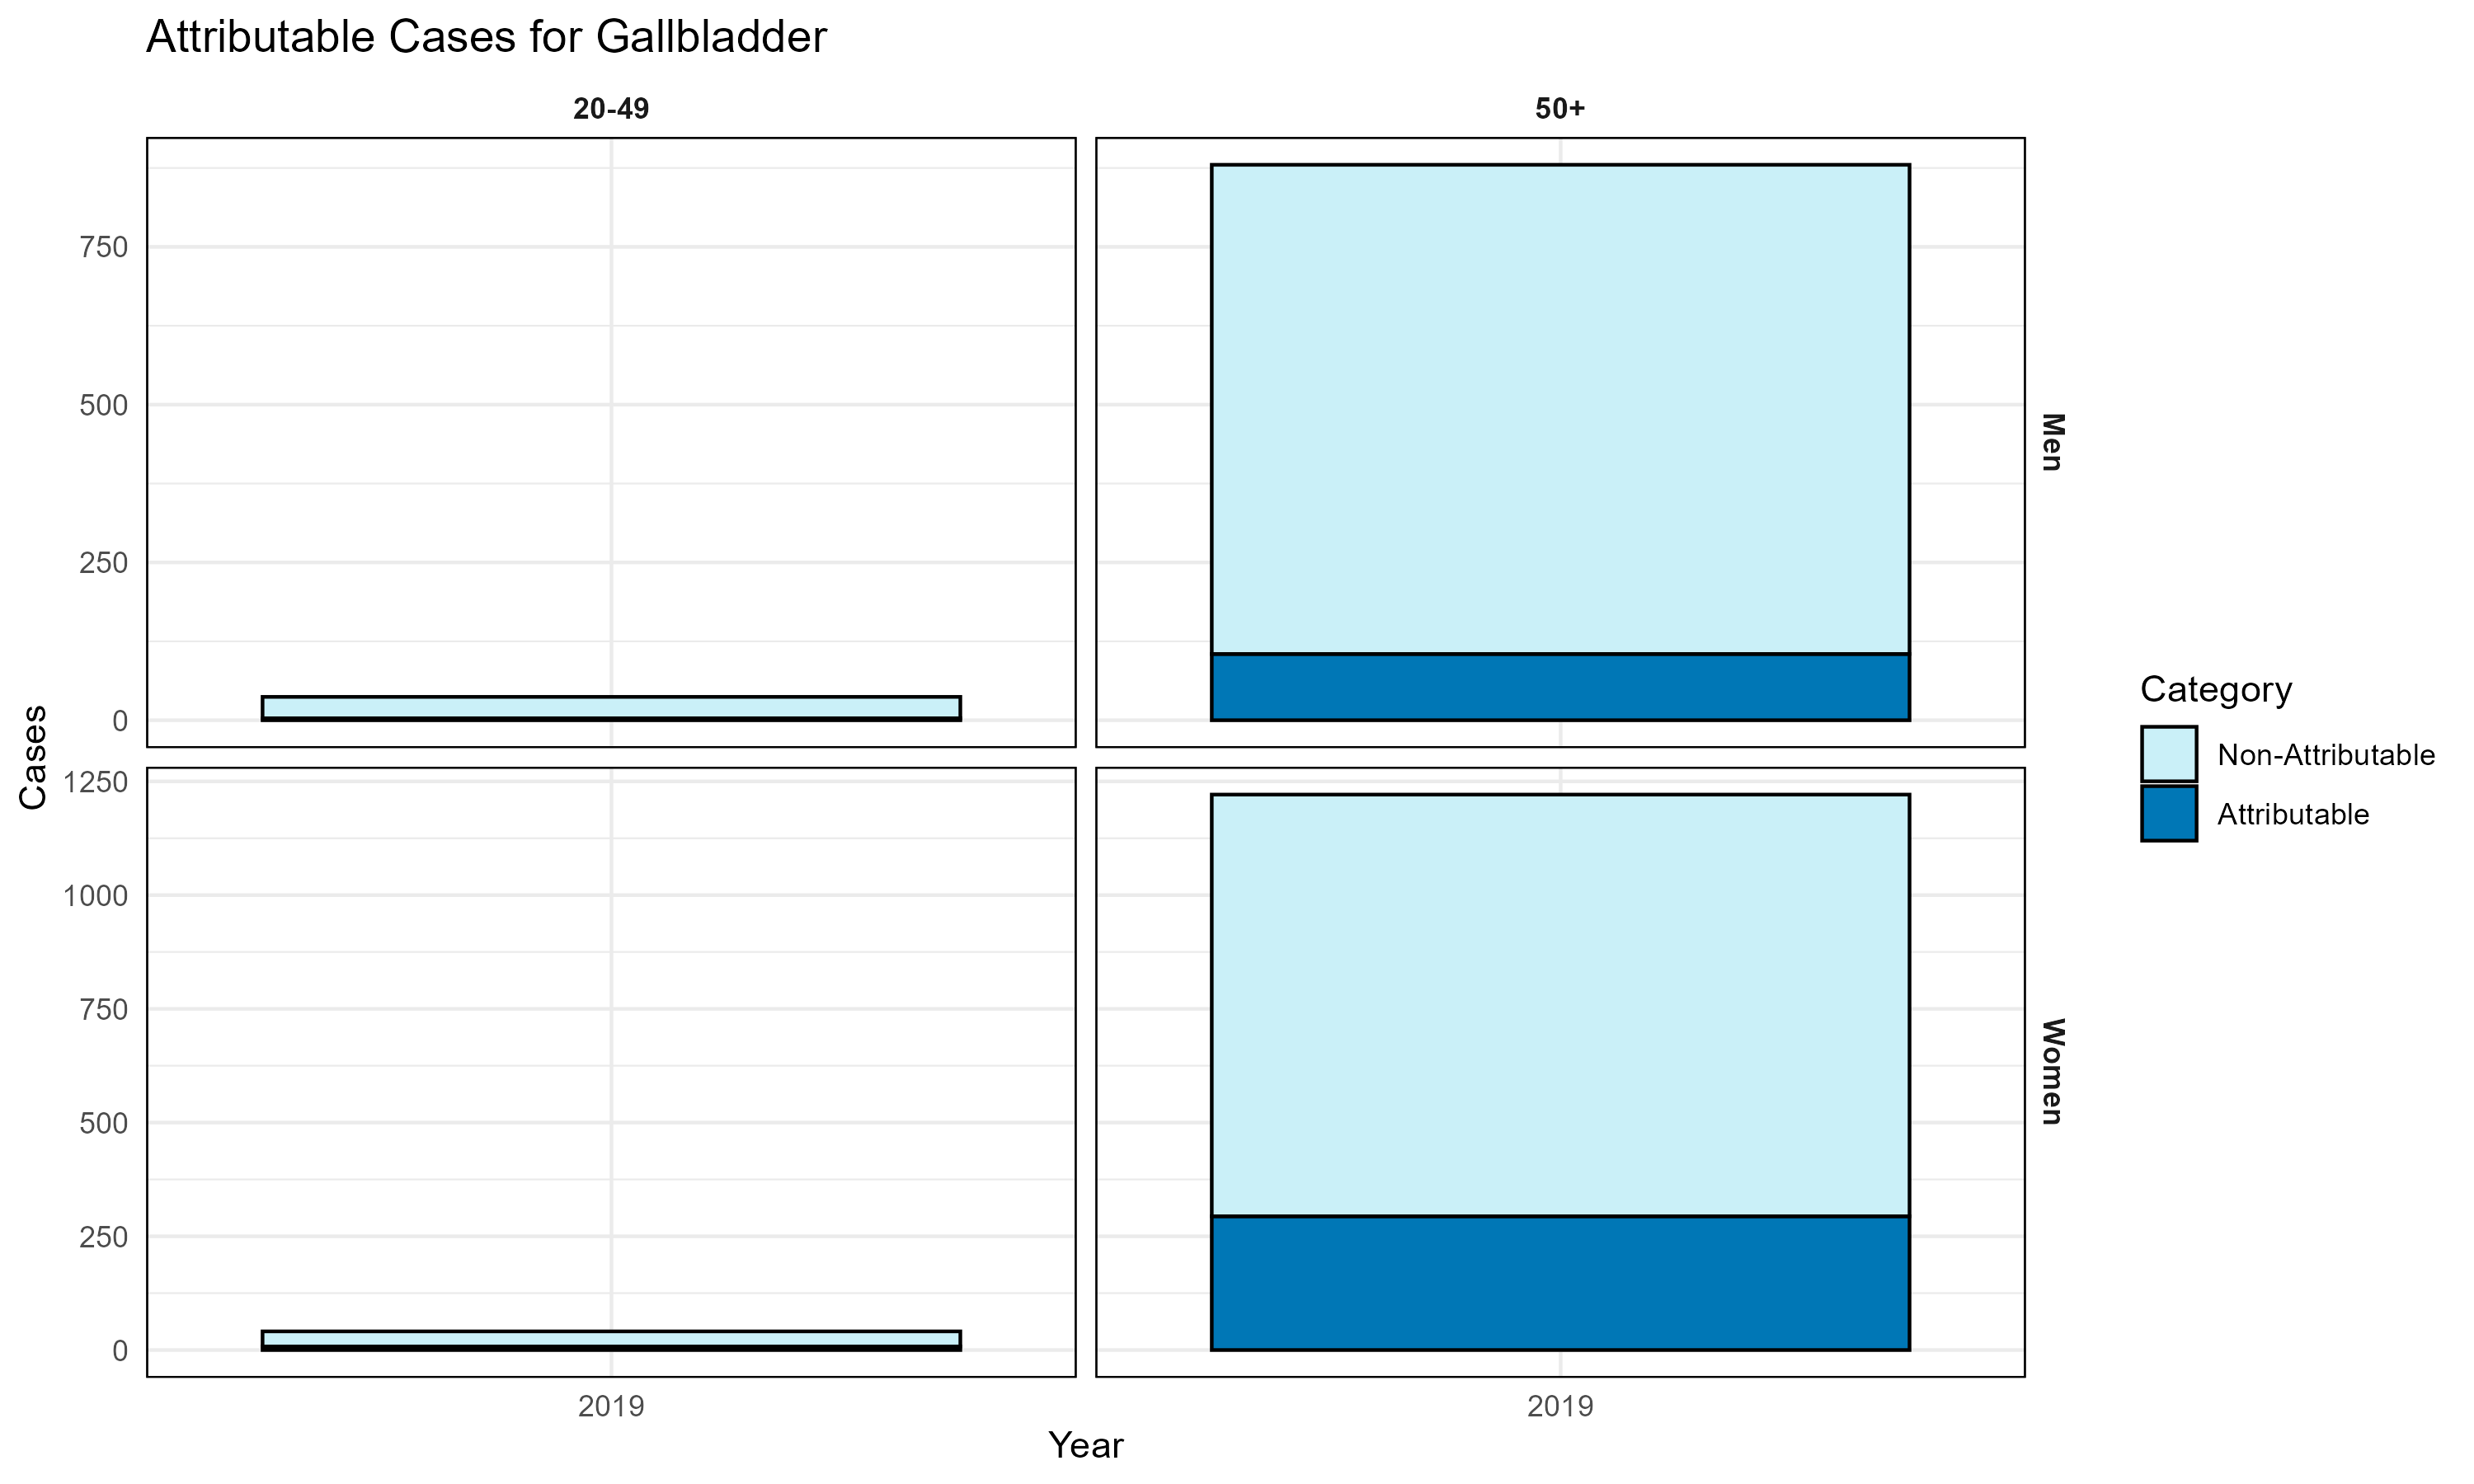 Attributable Cases for Gallbladder
20-49
50+
750
500
250
0
Men
1250
1000
750
500
250
0
Women
Cases
2019
2019
Year
Category
Non-Attributable
Attributable